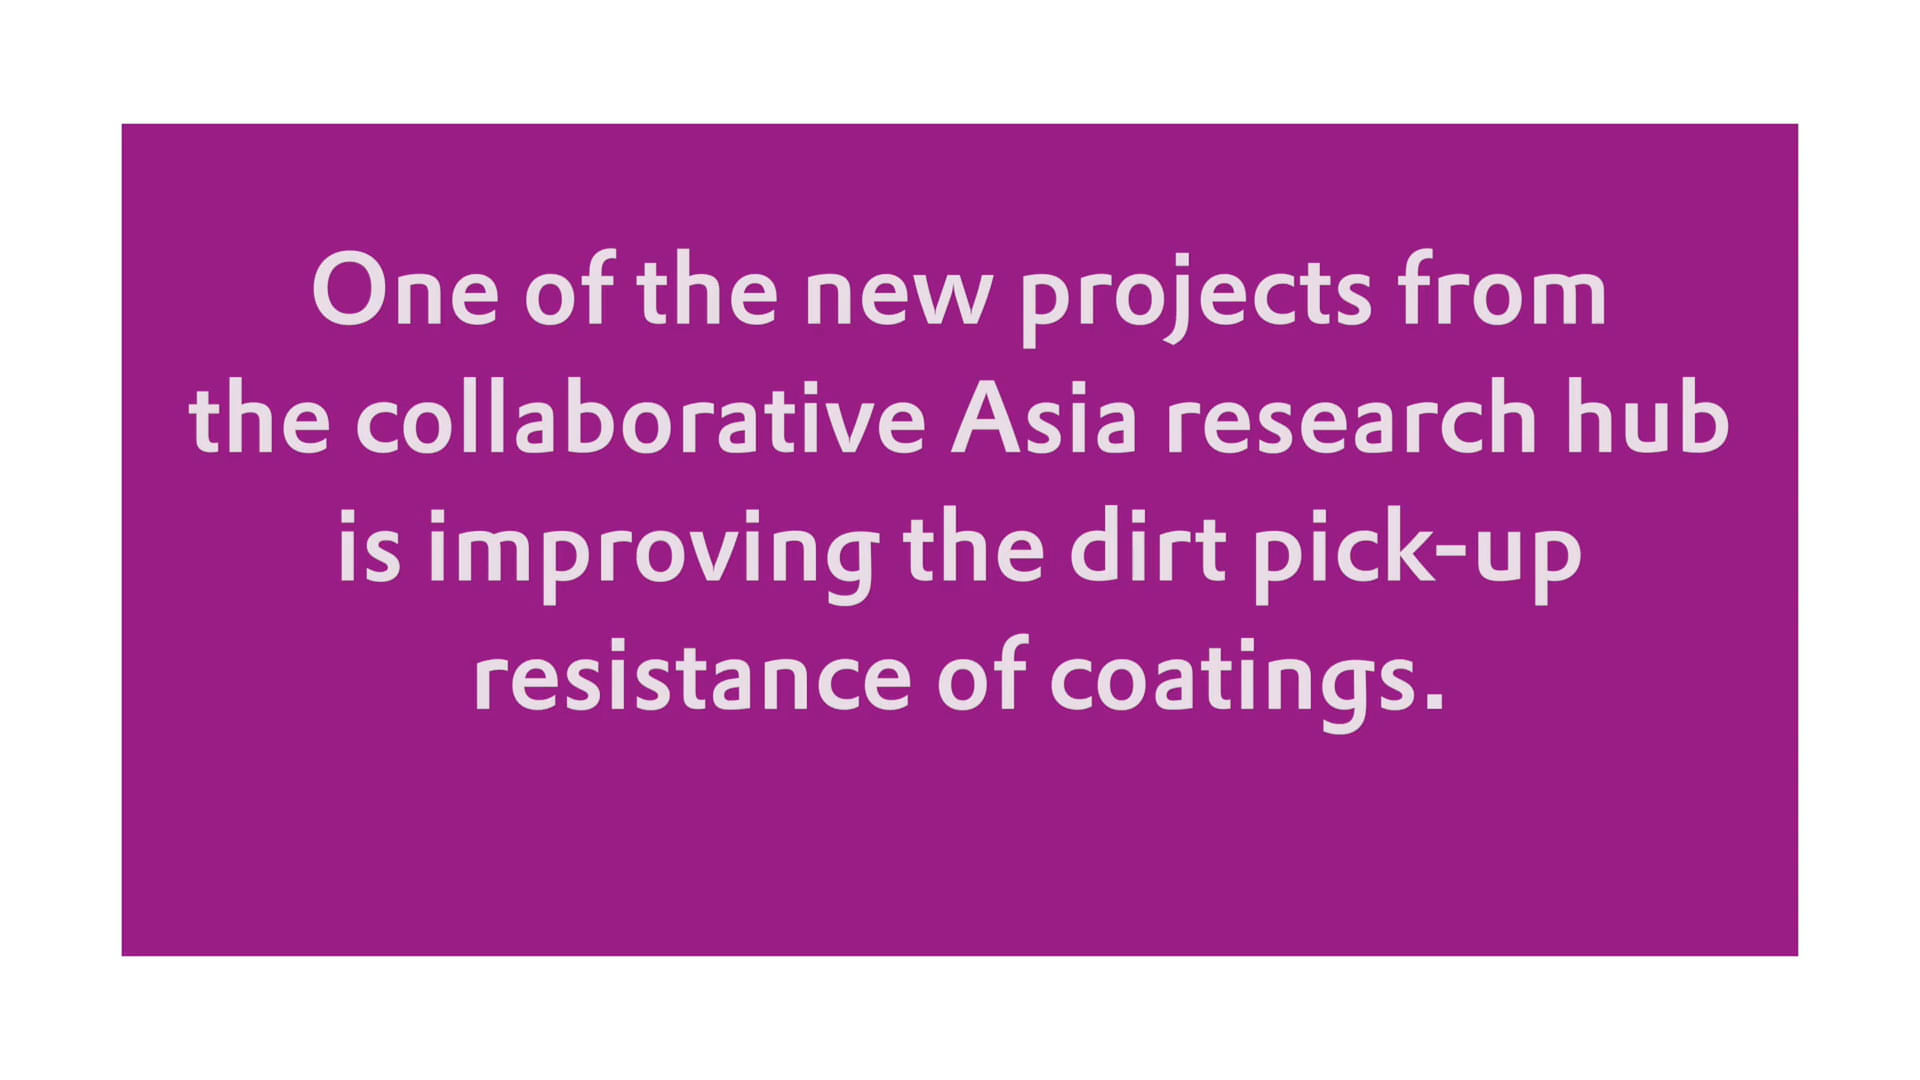 One of the new projects from
the collaborative Asia research hub
is improving the dirt pick-up
resistance of coatings.